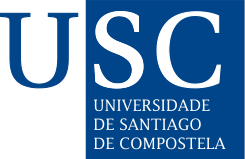 USC
UNIVERSIDADE
DE SANTIAGO
DE COMPOSTELA